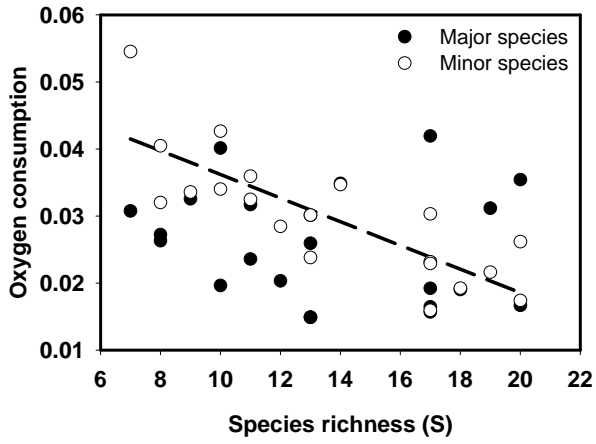 0.06
Major species
Minor species
0.05
0.04
0.03
0.02
0.01
Oxygen consumption
6 8 10 12 14 16 18 20 22
Species richness (S)